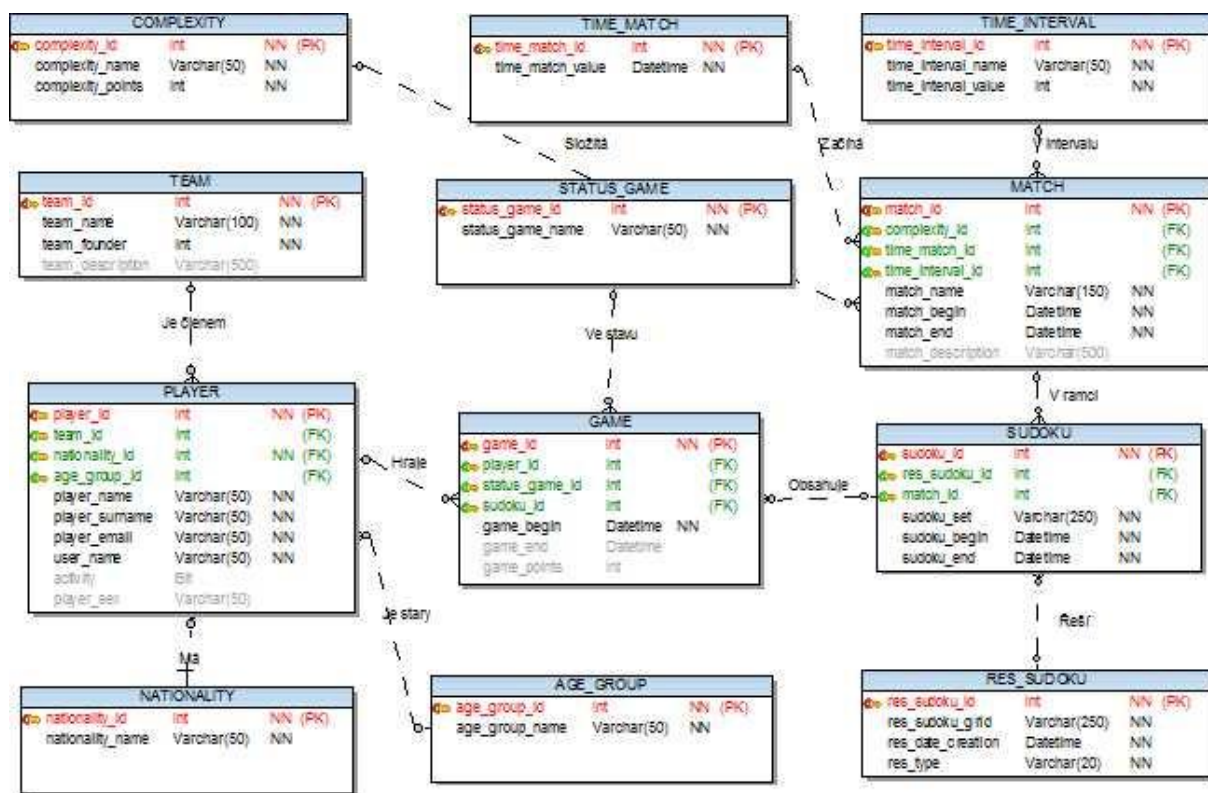 COMPLEXITY
complexity_id Int NN (PK)
complexity_name Varchar(50) NN
complexity_points Int NN
TIME_MATCH
time_match_id Int NN (PK)
time_match_value Datetime NN
TIME_INTERVAL
time_interval_id Int NN (PK)
time_interval_name Varchar(50) NN
time_interval_value Int NN
Složitá
Začíná
V intervalu
TEAM
team_id Int NN (PK)
team_name Varchar(100) NN
team_founder Int NN
team_description Varchar(500)
STATUS_GAME
status_game_id Int NN (PK)
status_game_name Varchar(50) NN
MATCH
match_id Int NN (PK)
complexity_id Int (FK)
time_match_id Int (FK)
time_interval_id Int (FK)
match_name Varchar(150) NN
match_begin Datetime NN
match_end Datetime NN
match_description Varchar(500)
Je členem
Ve stavu
V ramci
PLAYER
player_id Int NN (PK)
team_id Int (FK)
nationality_id Int NN (FK)
age_group_id Int (FK)
player_name Varchar(50) NN
player_surname Varchar(50) NN
player_email Varchar(50) NN
user_name Varchar(50) NN
activity Bit
player_sex Varchar(50)
Hraje
GAME
game_id Int NN (PK)
player_id Int (FK)
status_game_id Int (FK)
sudoku_id Int (FK)
game_begin Datetime NN
game_end Datetime
game_points Int
Obsahuje
SUDOKU
sudoku_id Int NN (PK)
res_sudoku_id Int (FK)
match_id Int (FK)
sudoku_set Varchar(250) NN
sudoku_begin Datetime NN
sudoku_end Datetime NN
Je stary
Má
Řeší
NATIONALITY
nationality_id Int NN (PK)
nationality_name Varchar(50) NN
AGE_GROUP
age_group_id Int NN (PK)
age_group_name Varchar(50) NN
RES_SUDOKU
res_sudoku_id Int NN (PK)
res_sudoku_grid Varchar(250) NN
res_date_creation Datetime NN
res_type Varchar(20) NN